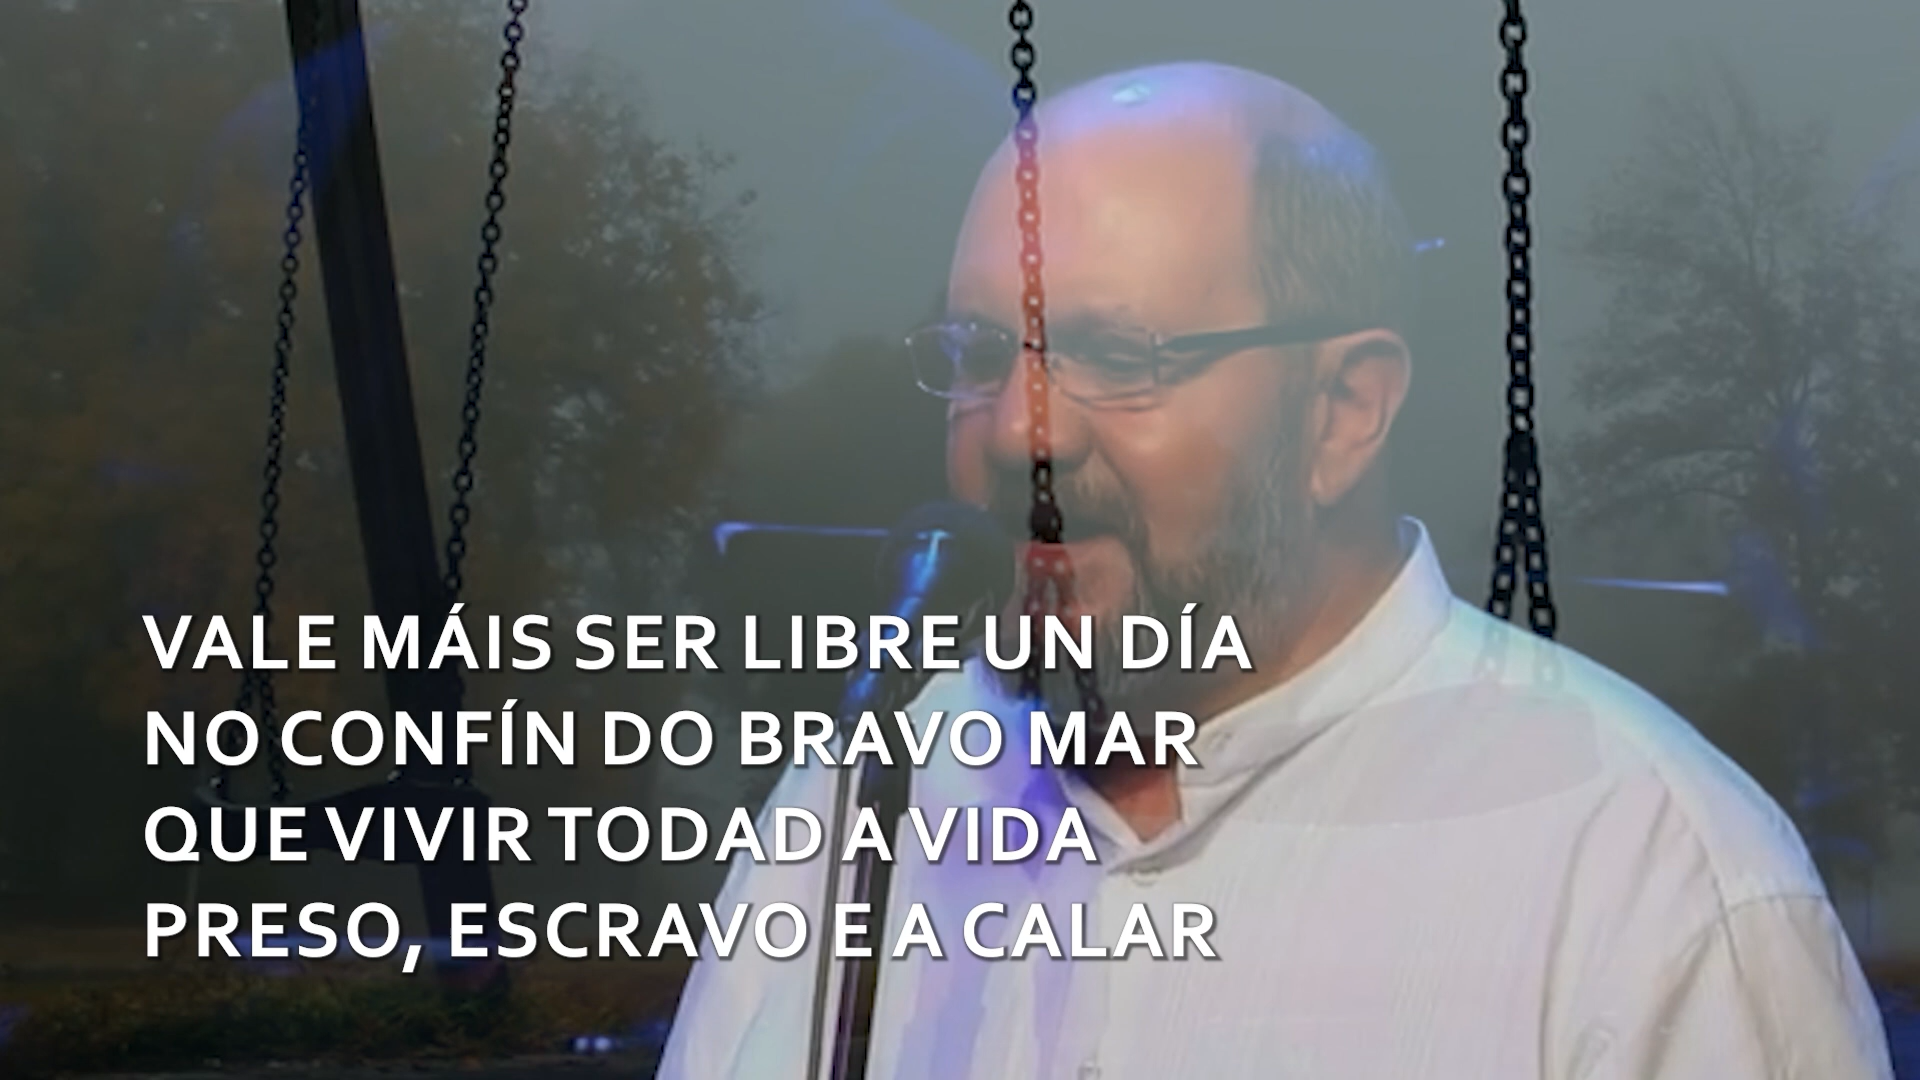 VALE MÁIS SER LIBRE UN DÍA
NO CONFÍN DO BRAVO MAR
QUE VIVIR TODAD A VIDA
PRESO, ESCRAVO E A CALAR